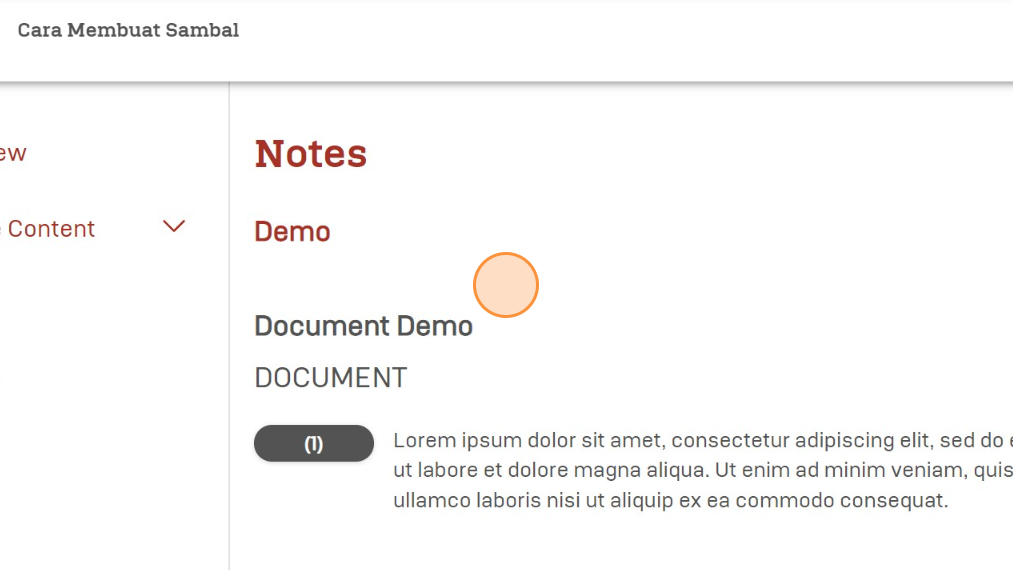 Cara Membuat Sambal
Notes
Content
Demo
Document Demo
DOCUMENT
(1)
Lorem ipsum dolor sit amet, consectetur adipiscing elit, sed do
ut labore et dolore magna aliqua. Ut enim ad minim veniam, quis
ullamco laboris nisi ut aliquip ex ea commodo consequat.